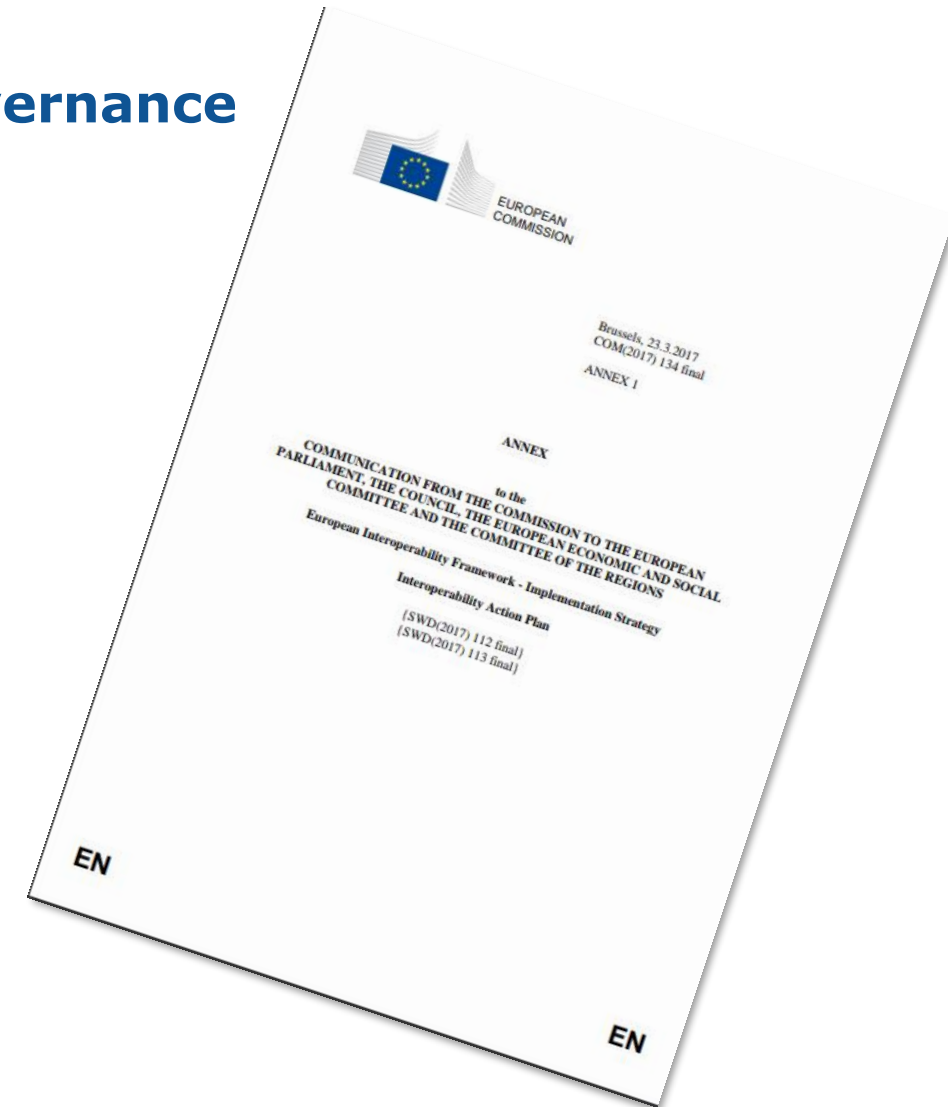 vernance
EUROPEAN
COMMISSION
Brussels, 23.3.2017
COM(2017) 134 final
ANNEX 1
ANNEX
to the
COMMUNICATION FROM THE COMMISSION TO THE EUROPEAN
PARLIAMENT, THE COUNCIL, THE EUROPEAN ECONOMIC AND SOCIAL
COMMITTEE AND THE COMMITTEE OF THE REGIONS
European Interoperability Framework - Implementation Strategy
Interoperability Action Plan
{SWD(2017) 112 final}
{SWD(2017) 113 final}
EN
EN